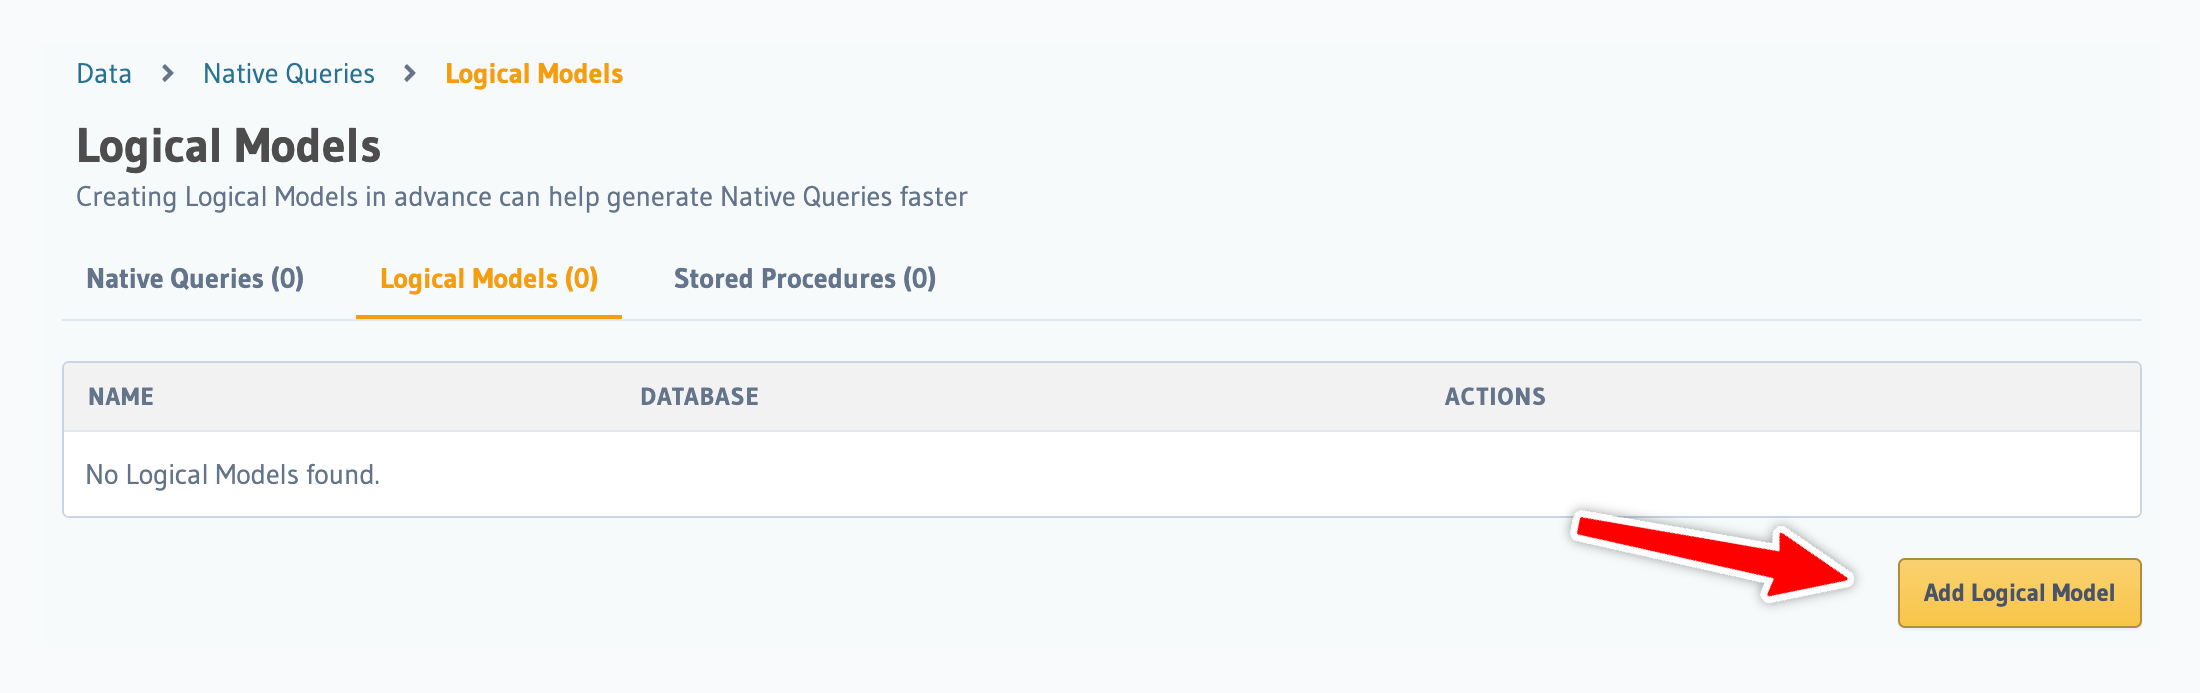 Data > Native Queries > Logical Models
Logical Models
Creating Logical Models in advance can help generate Native Queries faster
Native Queries (0) Logical Models (0) Stored Procedures (0)
NAME DATABASE ACTIONS
No Logical Models found.
Add Logical Model